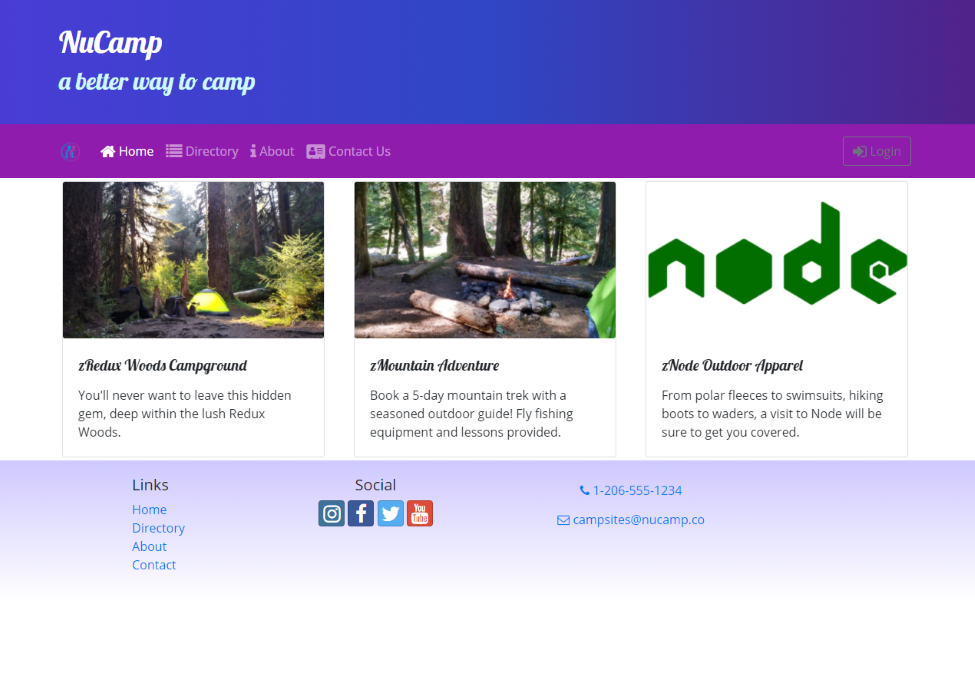 NuCamp
a better way to camp
Home Directory About Contact Us Login
node
zRedux Woods Campground
You'll never want to leave this hidden
gem, deep within the lush Redux
Woods.
zMountain Adventure
Book a 5-day mountain trek with a
seasoned outdoor guide! Fly fishing
equipment and lessons provided.
zNode Outdoor Apparel
From polar fleeces to swimsuits, hiking
boots to waders, a visit to Node will be
sure to get you covered.
Links
Home
Directory
About
Contact
Social
You
Tube
1-206-555-1234
campsites@nucamp.co